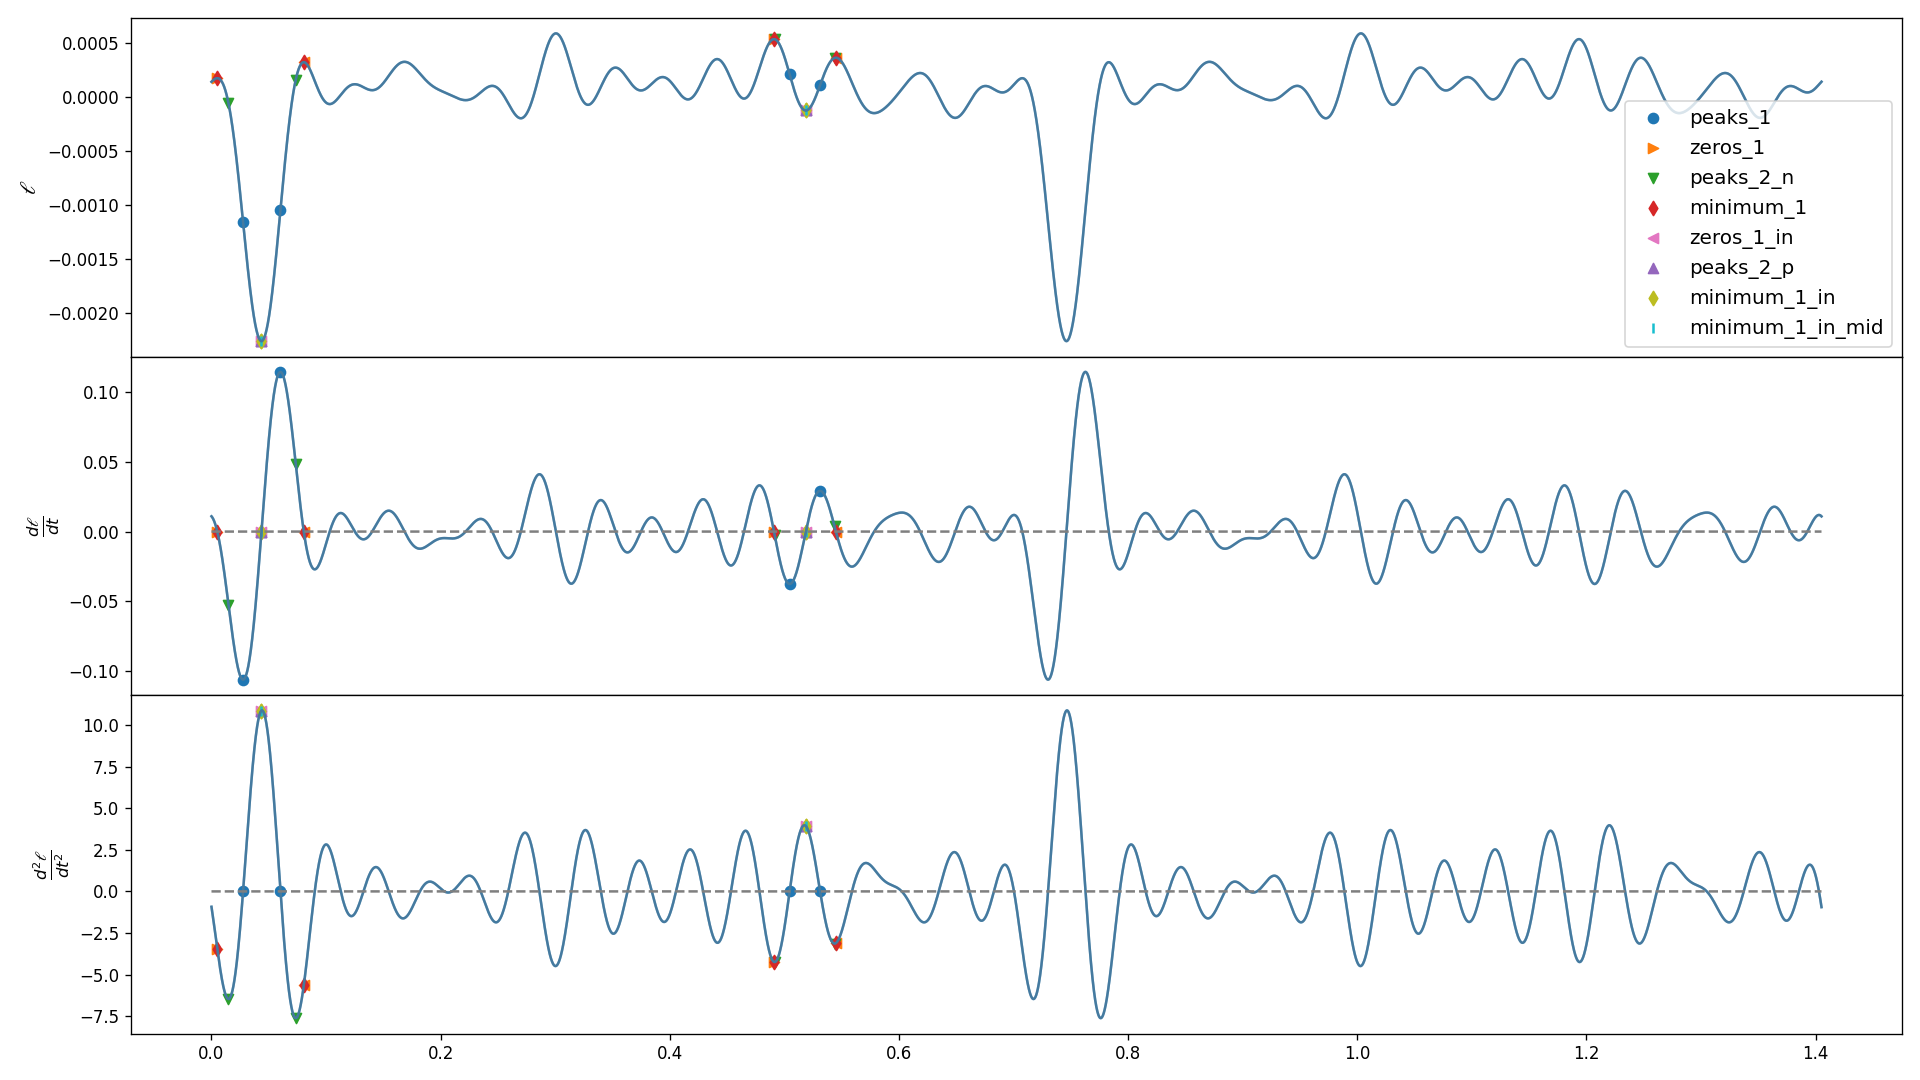 0.0005
0.0000
−0.0005
−0.0010
−0.0015
−0.0020
ℓ
peaks_1
zeros_1
peaks_2_n
minimum_1
zeros_1_in
peaks_2_p
minimum_1_in
minimum_1_in_mid
0.10
0.05
0.00
−0.05
−0.10
dℓ
dt
10.0
7.5
5.0
2.5
0.0
−2.5
−5.0
−7.5
d²ℓ
dt²
0.0 0.2 0.4 0.6 0.8 1.0 1.2 1.4